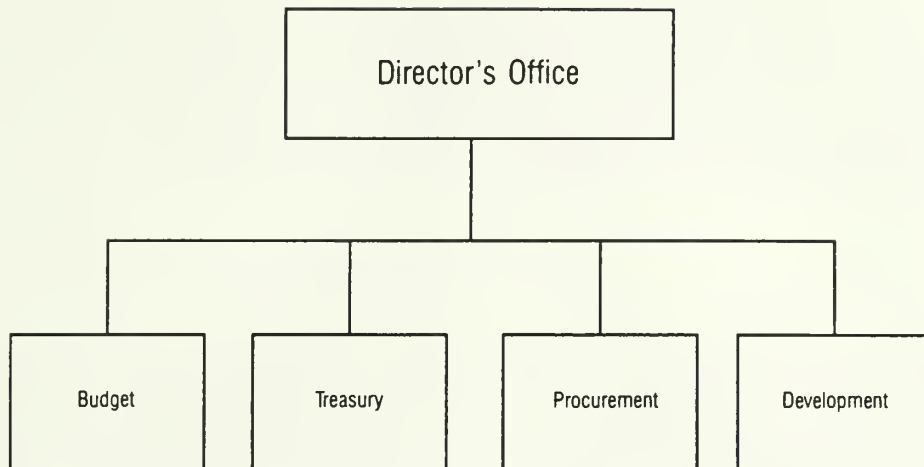 Director's Office
Budget
Treasury
Procurement
Development